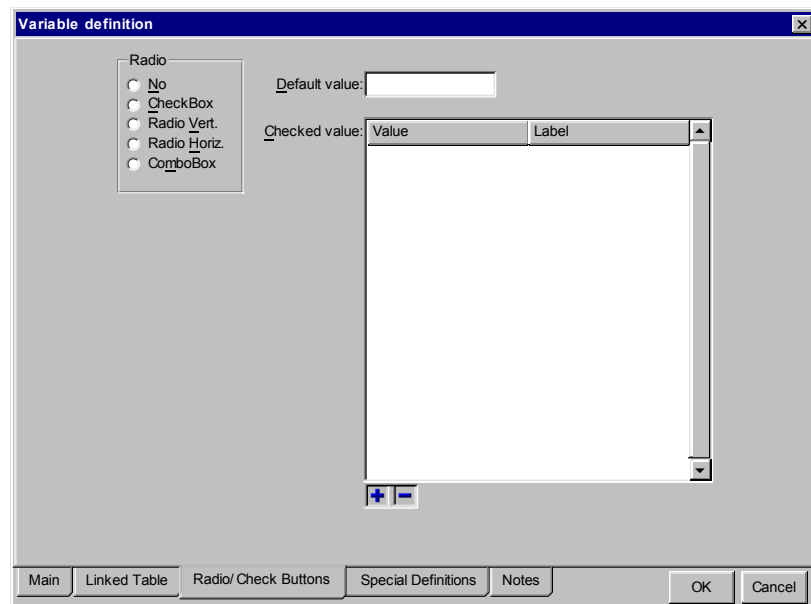 Variable definition
Radio
No
CheckBox
Radio Vert.
Radio Horiz.
ComboBox
Default value:
Checked value:
Value Label
Main Linked Table Radio/Check Buttons Special Definitions Notes OK Cancel